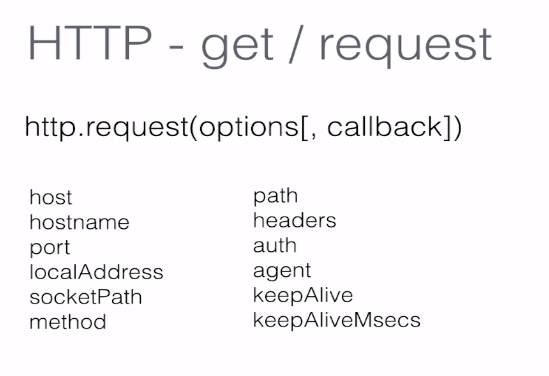 HTTP - get / request
http.request(options[, callback])
host
hostname
port
localAddress
socketPath
method
path
headers
auth
agent
keepAlive
keepAliveMsecs